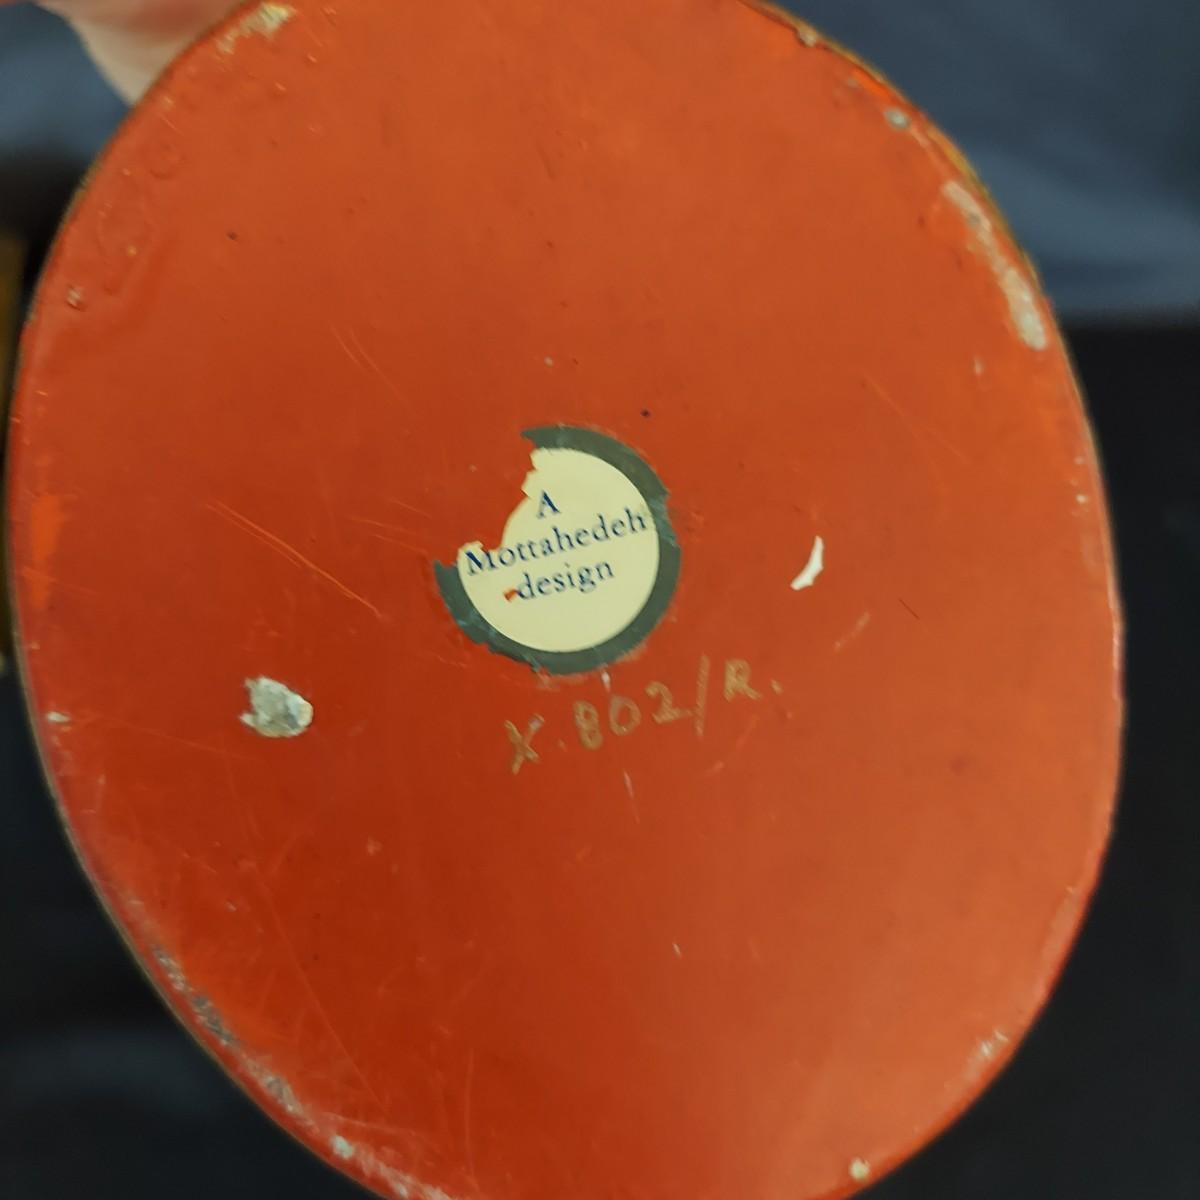 A
Mottahedeh
design
X.802/R.